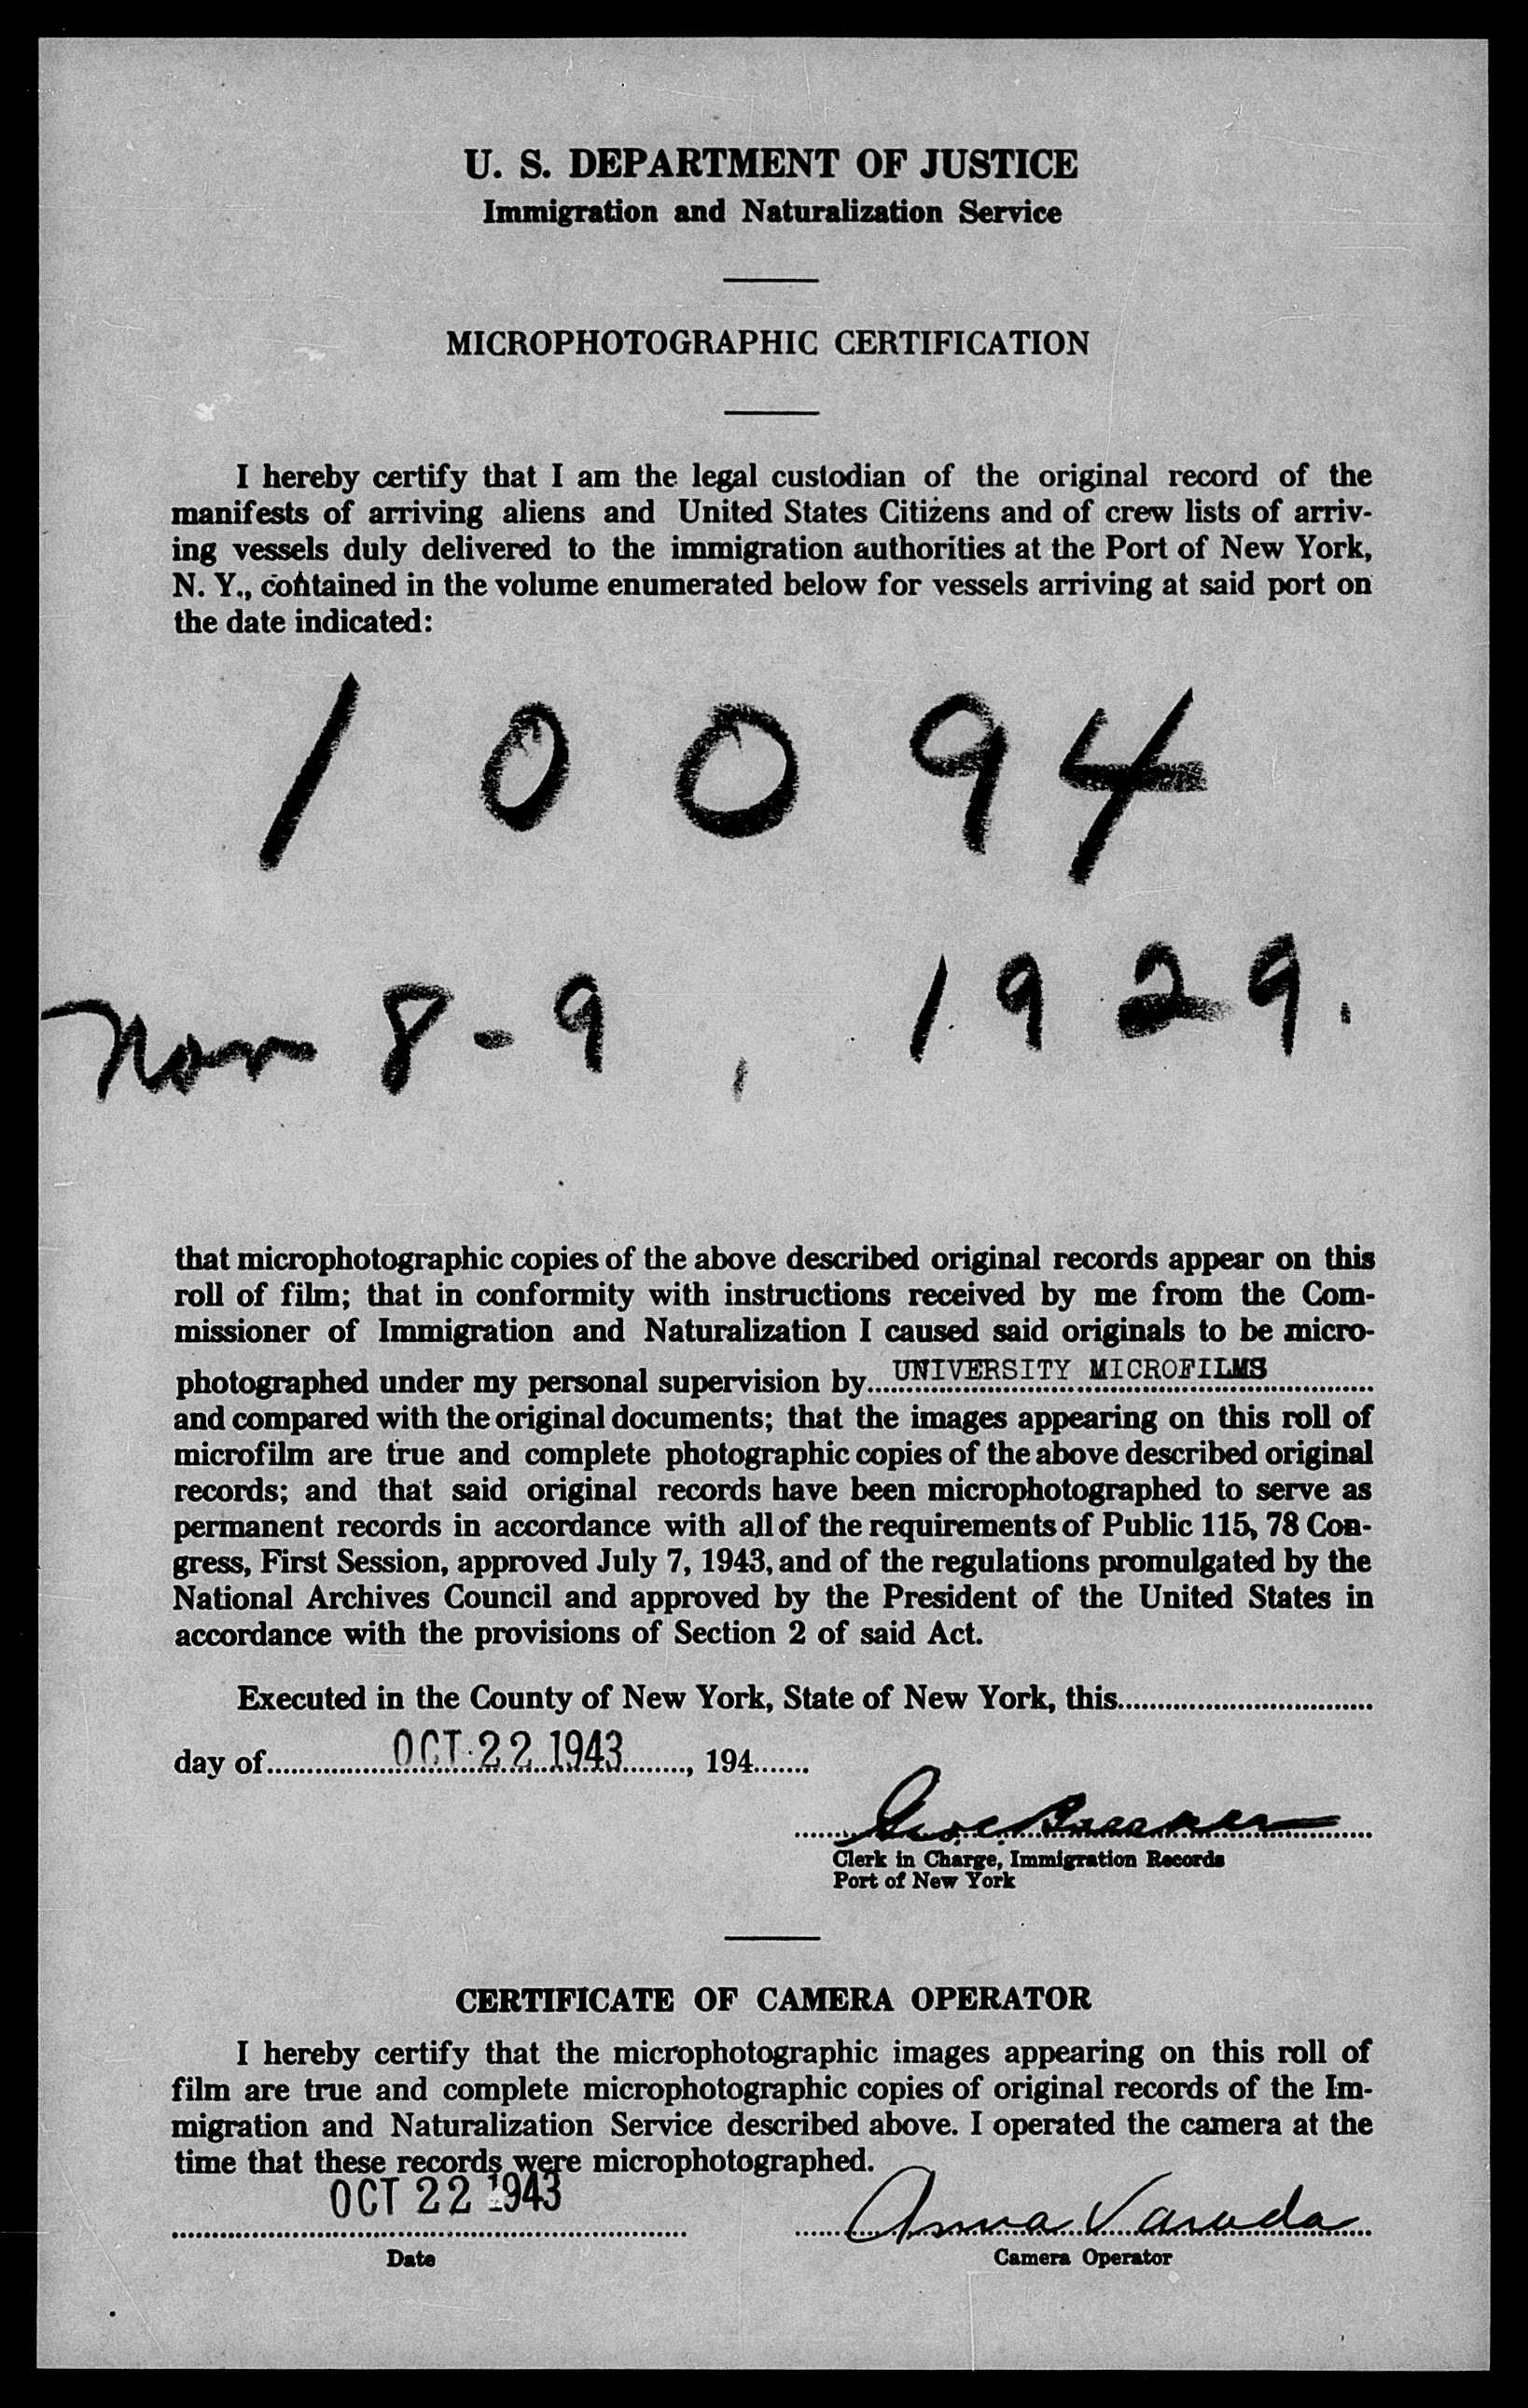 U. S. DEPARTMENT OF JUSTICE
Immigration and Naturalization Service
MICROPHOTOGRAPHIC CERTIFICATION
I hereby certify that I am the legal custodian of the original record of the
manifests of arriving aliens and United States Citizens and of crew lists of arriv-
ing vessels duly delivered to the immigration authorities at the Port of New York,
N. Y., contained in the volume enumerated below for vessels arriving at said port on
the date indicated:
10094
Nov 8-9, 1929.
that microphotographic copies of the above described original records appear on this
roll of film; that in conformity with instructions received by me from the Com-
missioner of Immigration and Naturalization I caused said originals to be micro-
photographed under my personal supervision by UNIVERSITY MICROFILMS
and compared with the original documents; that the images appearing on this roll of
microfilm are true and complete photographic copies of the above described original
records; and that said original records have been microphotographed to serve as
permanent records in accordance with all of the requirements of Public 115, 78 Con-
gress, First Session, approved July 7, 1943, and of the regulations promulgated by the
National Archives Council and approved by the President of the United States in
accordance with the provisions of Section 2 of said Act.
Executed in the County of New York, State of New York, this
day of OCT 22 1943, 194
Clerk in Charge, Immigration Records
Port of New York
CERTIFICATE OF CAMERA OPERATOR
I hereby certify that the microphotographic images appearing on this roll of
film are true and complete microphotographic copies of original records of the Im-
migration and Naturalization Service described above. I operated the camera at the
time that these records were microphotographed.
OCT 22 1943
Anna Varuda
Date
Camera Operator